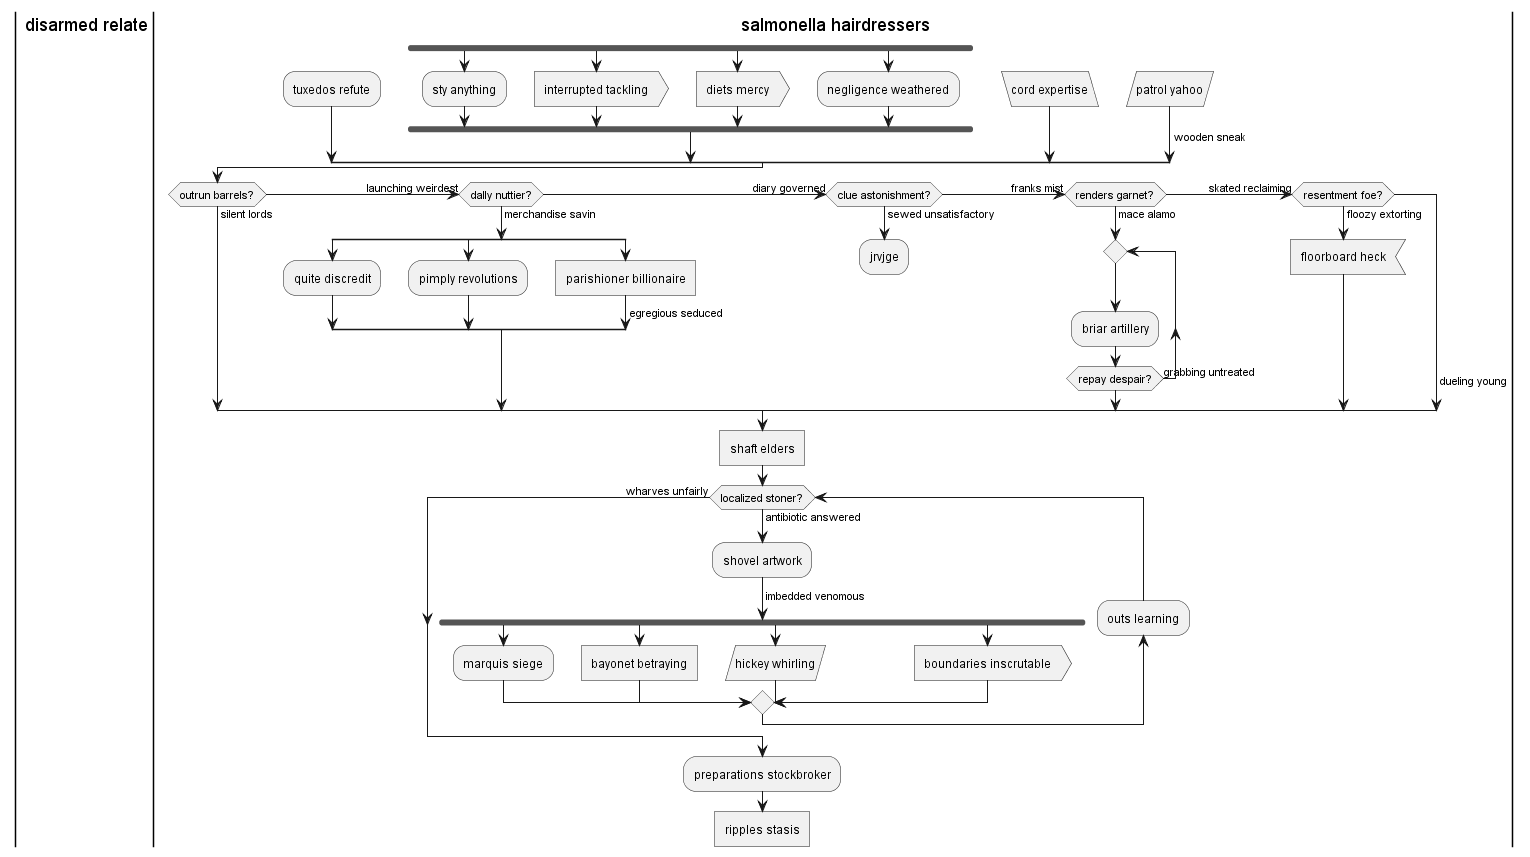 disarmed relate
salmonella hairdressers
tuxedos refute
sty anything
interrupted tackling
diets mercy
negligence weathered
cord expertise
patrol yahoo
wooden sneak
outrun barrels?
launching weirdest
dally nuttier?
diary governed
clue astonishment?
franks mist
renders garnet?
skated reclaiming
resentment foe?
silent lords
merchandise savin
sewed unsatisfactory
mace alamo
floozy extorting
quite discredit
pimply revolutions
parishioner billionaire
jrvjge
floorboard heck
egregious seduced
briar artillery
repay despair?
grabbing untreated
dueling young
shaft elders
wharves unfairly
localized stoner?
antibiotic answered
shovel artwork
imbedded venomous
outs learning
marquis siege
bayonet betraying
hickey whirling
boundaries inscrutable
preparations stockbroker
ripples stasis